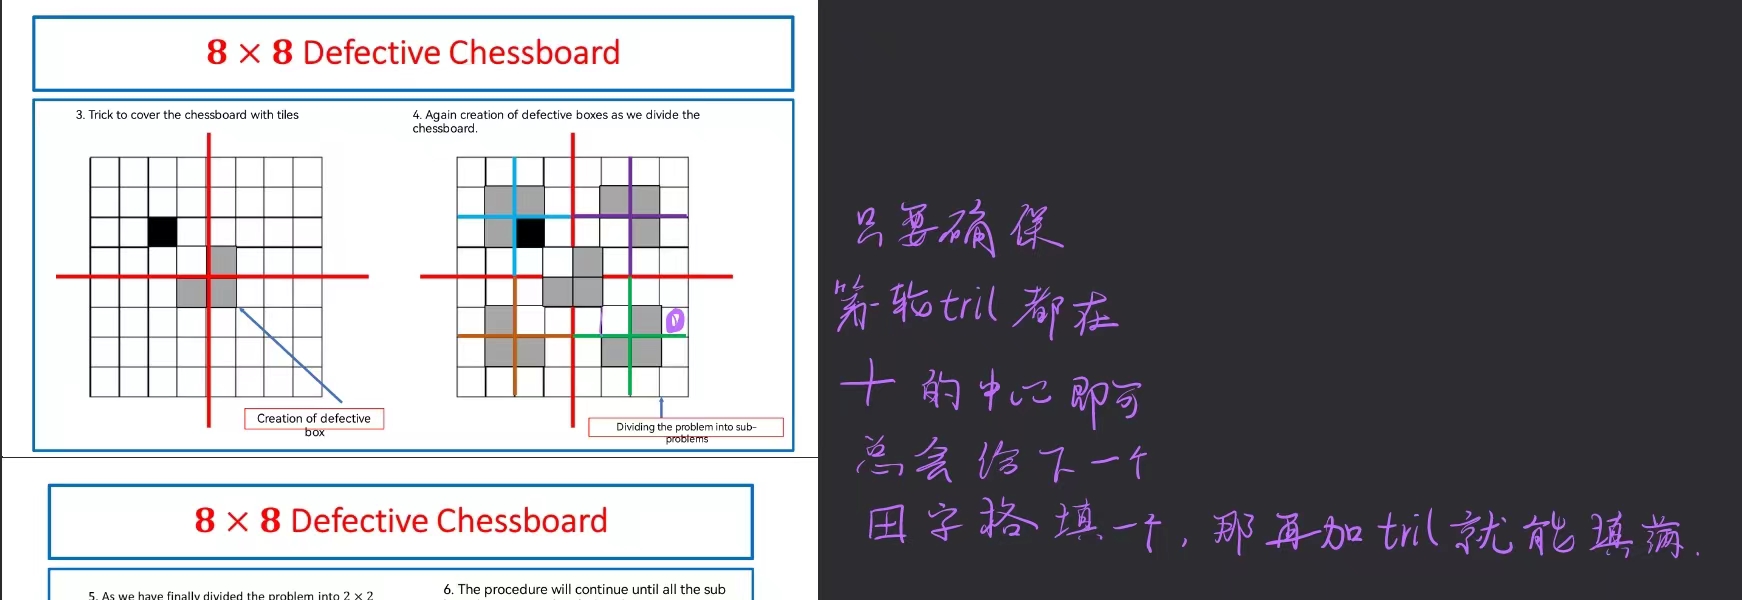 8 × 8 Defective Chessboard
3. Trick to cover the chessboard with tiles
4. Again creation of defective boxes as we divide the
chessboard.
Creation of defective
box
Dividing the problem into sub-
problems
8 × 8 Defective Chessboard
5. As we have finally divided the problem into 2 × 2
6. The procedure will continue until all the sub
只要确保
第一轮tril都在
十的中心即可
总会给下一个
田字格填一个,那再加tril就能填满.